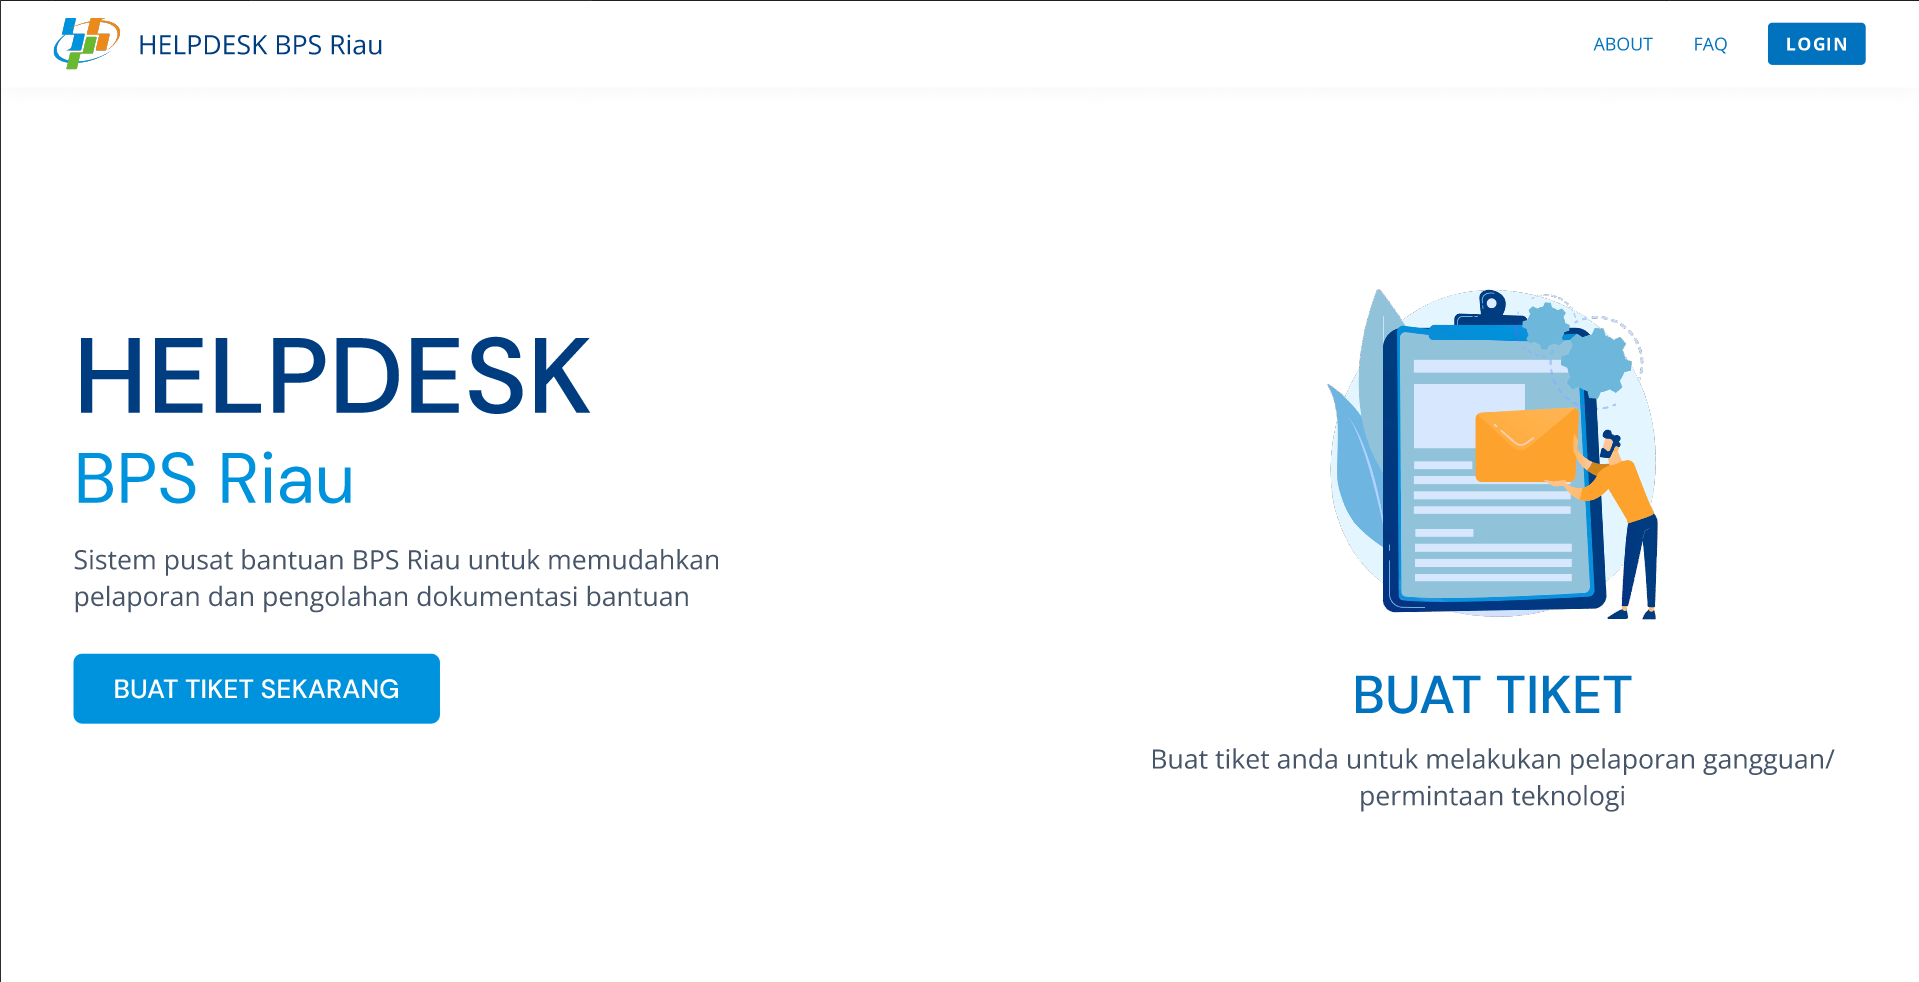 HELPDESK BPS Riau
ABOUT
FAQ
LOGIN
HELPDESK
BPS Riau
Sistem pusat bantuan BPS Riau untuk memudahkan
pelaporan dan pengolahan dokumentasi bantuan
BUAT TIKET SEKARANG
BUAT TIKET
Buat tiket anda untuk melakukan pelaporan gangguan/
permintaan teknologi